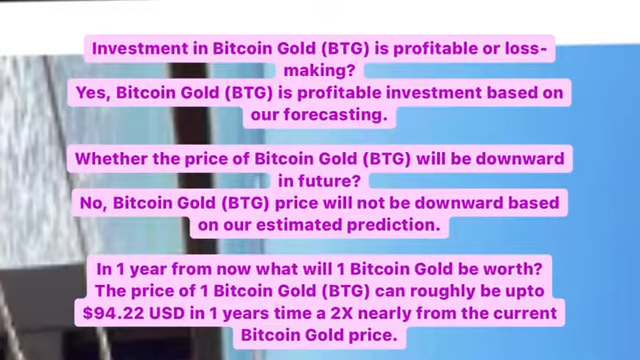 Investment in Bitcoin Gold (BTG) is profitable or loss-
making?
Yes, Bitcoin Gold (BTG) is profitable investment based on
our forecasting.
Whether the price of Bitcoin Gold (BTG) will be downward
in future?
No, Bitcoin Gold (BTG) price will not be downward based
on our estimated prediction.
In 1 year from now what will 1 Bitcoin Gold be worth?
The price of 1 Bitcoin Gold (BTG) can roughly be upto
$94.22 USD in 1 years time a 2X nearly from the current
Bitcoin Gold price.